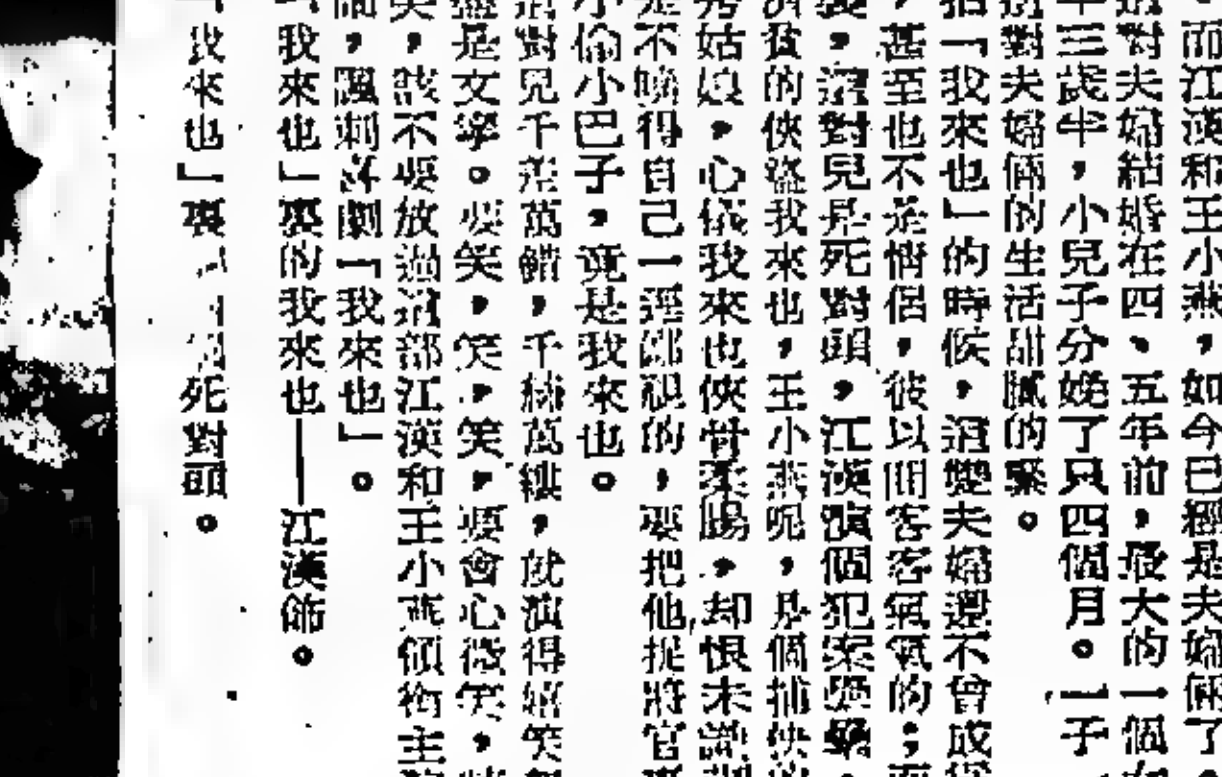 。而江漢和王小燕,如今已經是夫婦倆了。
這對夫婦結婚在四、五年前,最大的一個
三歲半,小兒子分娩了只四個月。一子
這對夫婦倆的生活甜膩的緊。
拍「我來也」的時候,這雙夫婦還不曾成
,甚至也不是情侶,彼以間客客氣氣的;
,這對兒是死對頭,江漢演個犯案
濟貧的俠盜我來也,王小燕呢,是個捕快的
姑娘,心儀我來也俠骨柔腸,却恨未識
是不曉得自己一逕鄙視的,要把他捉將官
小偷小巴子,竟是我來也。
這對兒千差萬錯,千絲萬縷,就演得嬉笑
盡是文章。要笑,笑,笑,要會心微笑,
笑,該不要放過這部江漢和王小燕領銜主
,諷刺喜劇「我來也」。
「我來也」裏的我來也——江漢飾。
「我來也」裏 死對頭。